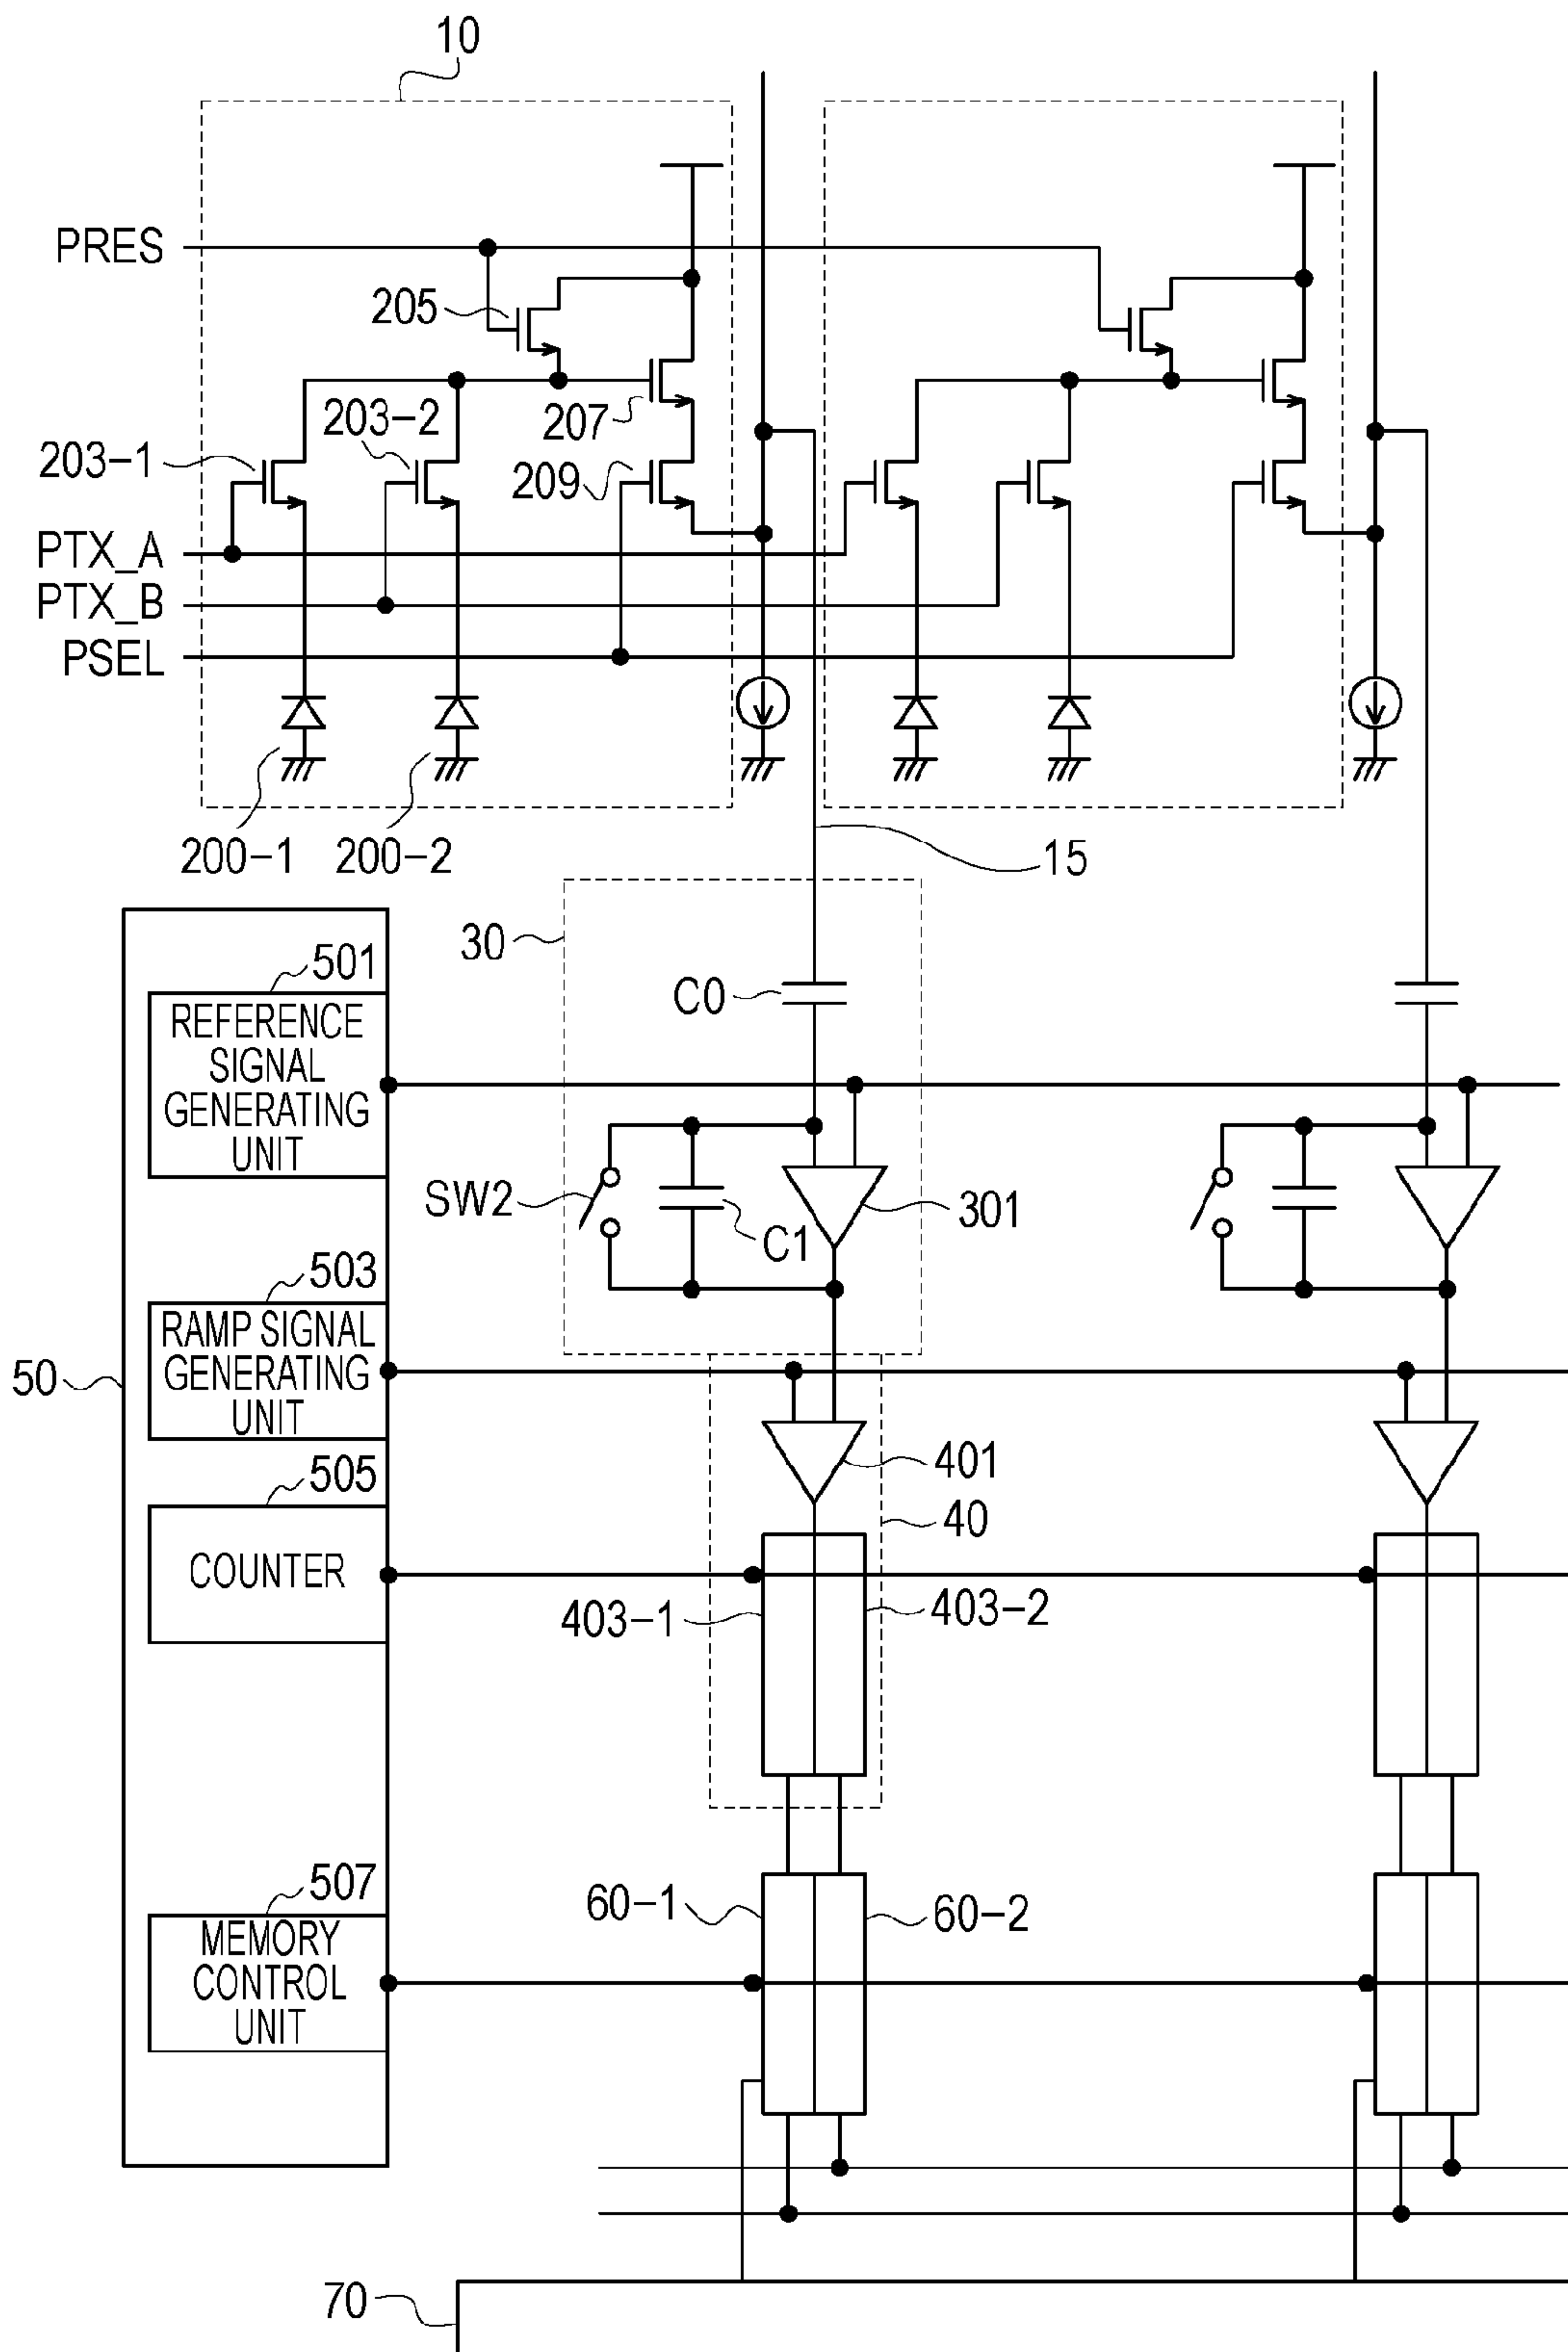 10
PRES
205
203-2
207
203-1
209
PTX_A
PTX_B
PSEL
200-1
200-2
15
30
501
C0
REFERENCE
SIGNAL
GENERATING
UNIT
SW2
301
C1
503
RAMP SIGNAL
GENERATING
UNIT
50
401
505
40
COUNTER
403-1
403-2
507
60-1
60-2
MEMORY
CONTROL
UNIT
70